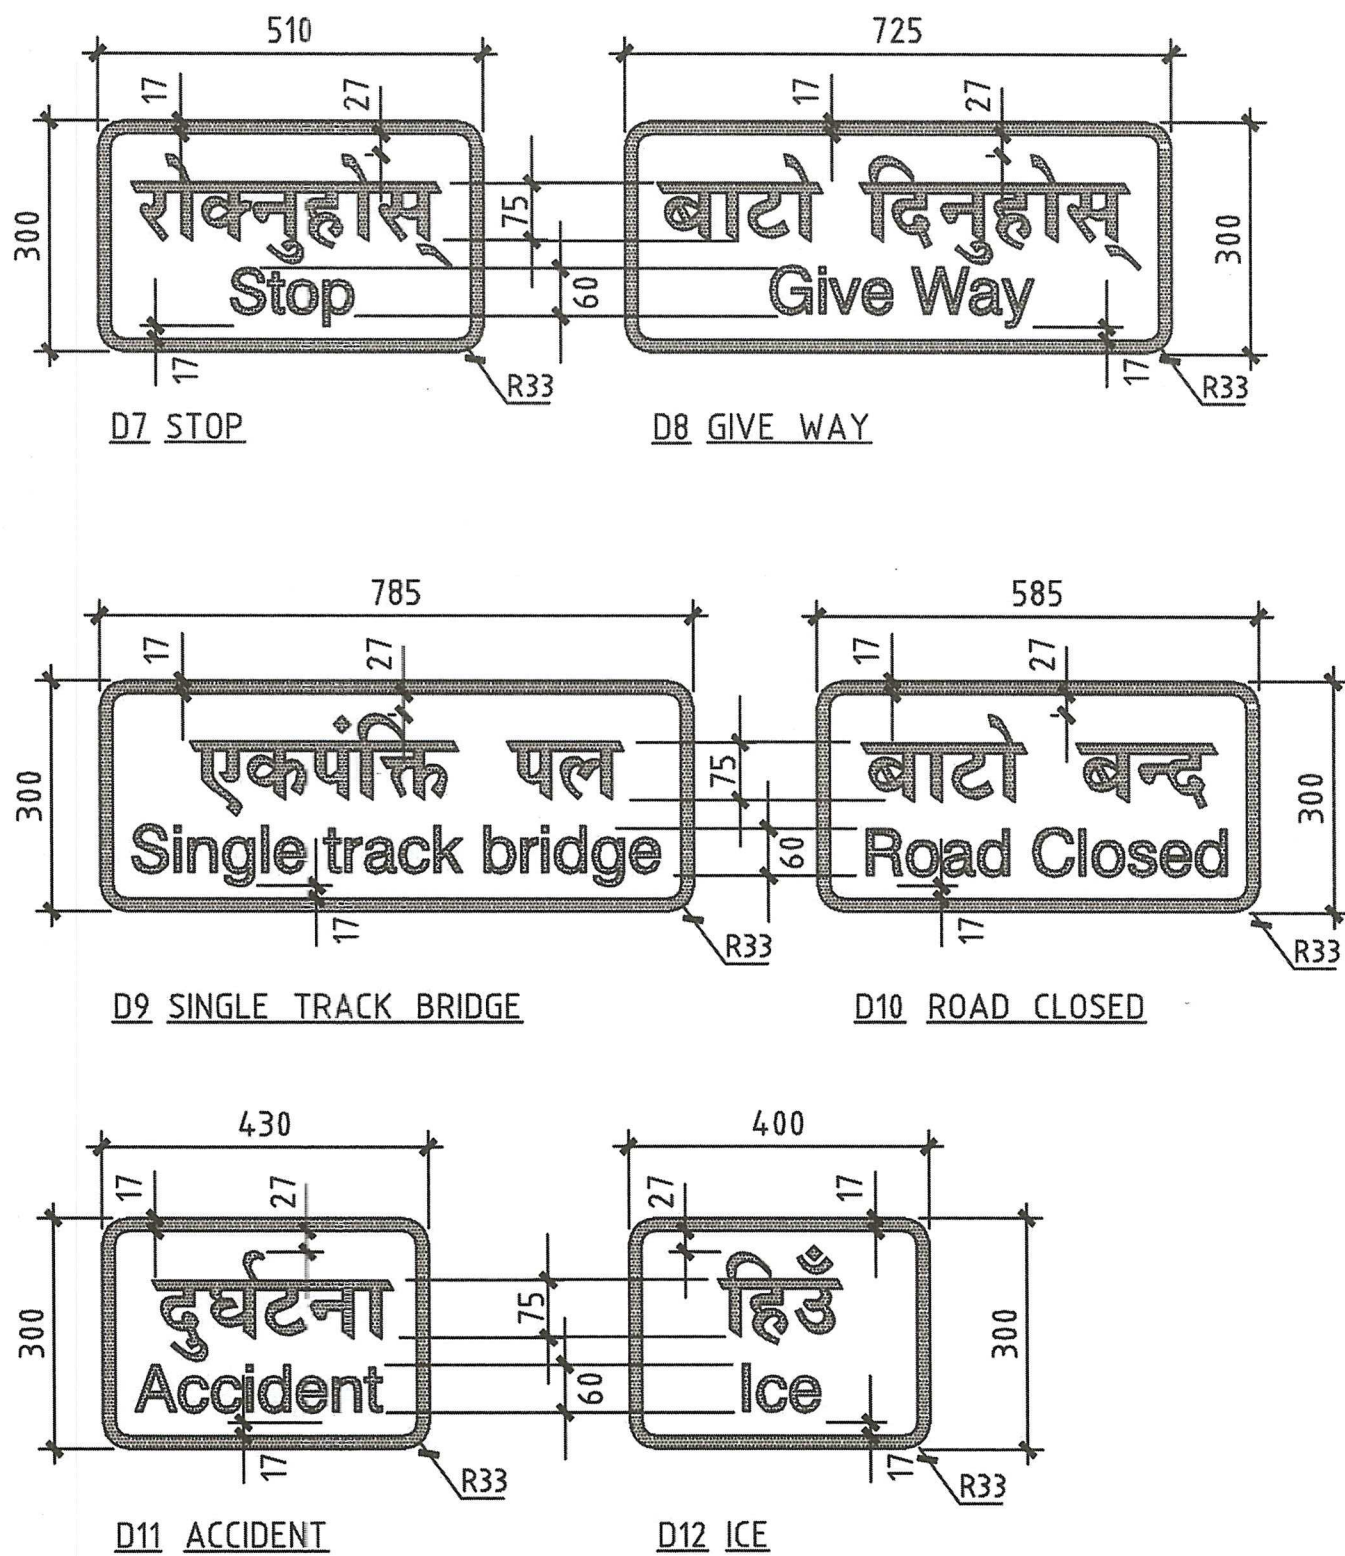 510 725
17 27 17 27
300 रोक्नुहोस् 75 बाटो दिनुहोस् 300
Stop 60 Give Way
17 R33 17 R33
D7 STOP D8 GIVE WAY
785 585
17 27 17 27
300 एकपंक्ति पल 75 बाटो बन्द 300
Single track bridge 60 Road Closed
17 R33 17 R33
D9 SINGLE TRACK BRIDGE D10 ROAD CLOSED
430 400
17 27 27 17
300 दुर्घटना 75 हिउँ 300
Accident 60 Ice
17 R33 17 R33
D11 ACCIDENT D12 ICE